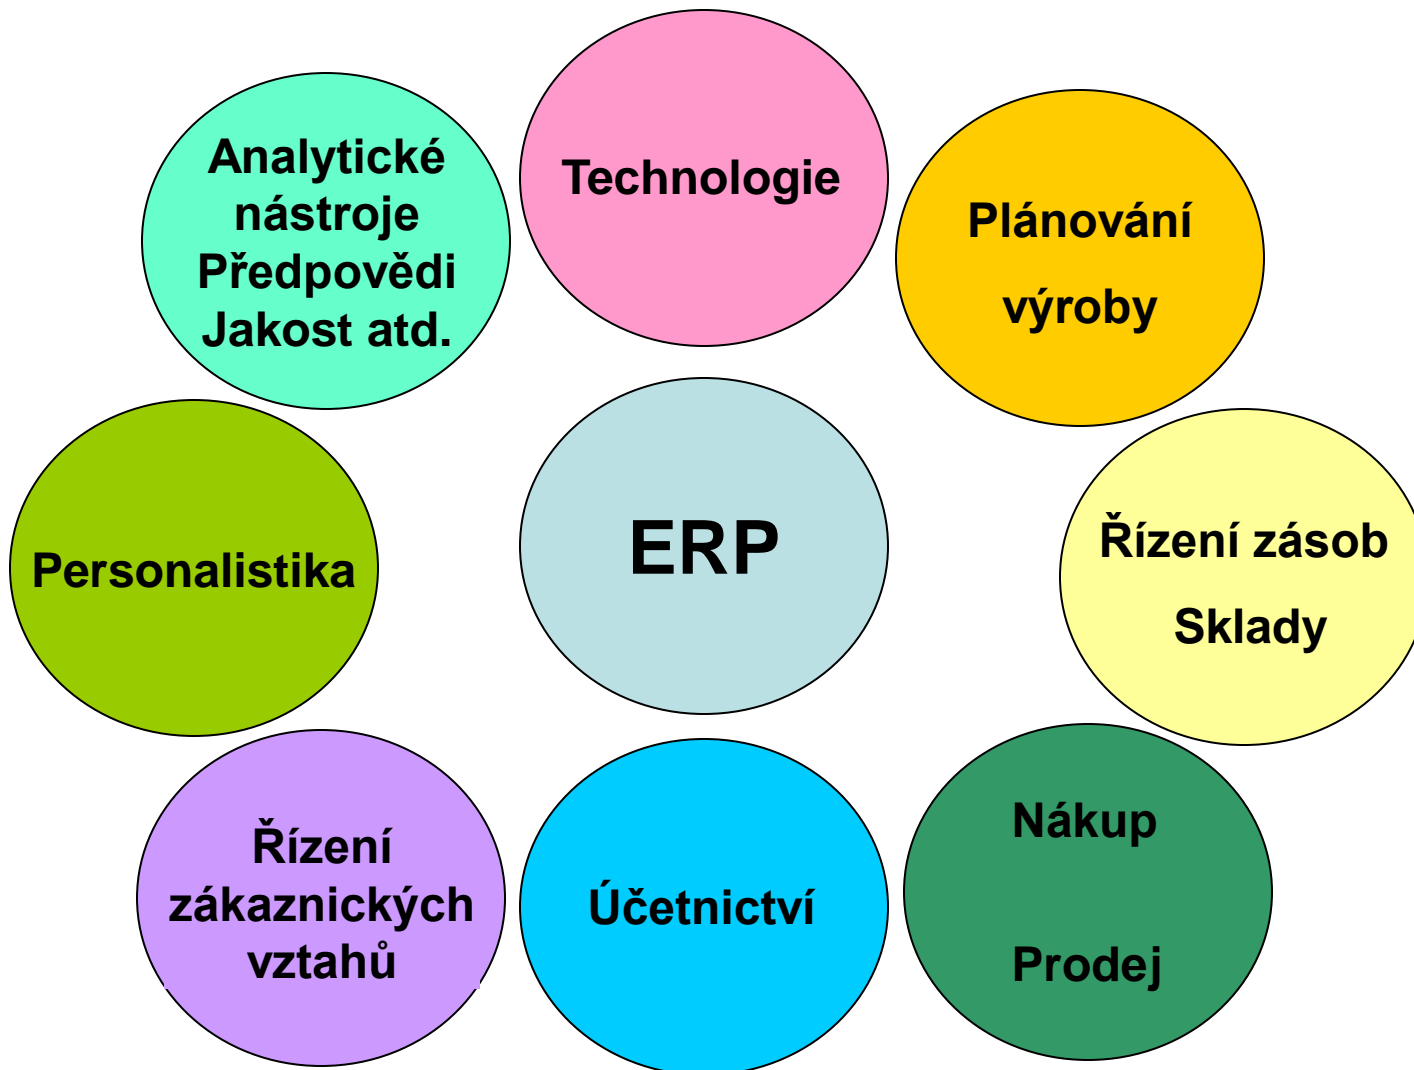 Analytické
nástroje
Předpovědi
Jakost atd.
Technologie
Plánování
výroby
Personalistika
ERP
Řízení zásob
Sklady
Řízení
zákaznických
vztahů
Účetnictví
Nákup
Prodej